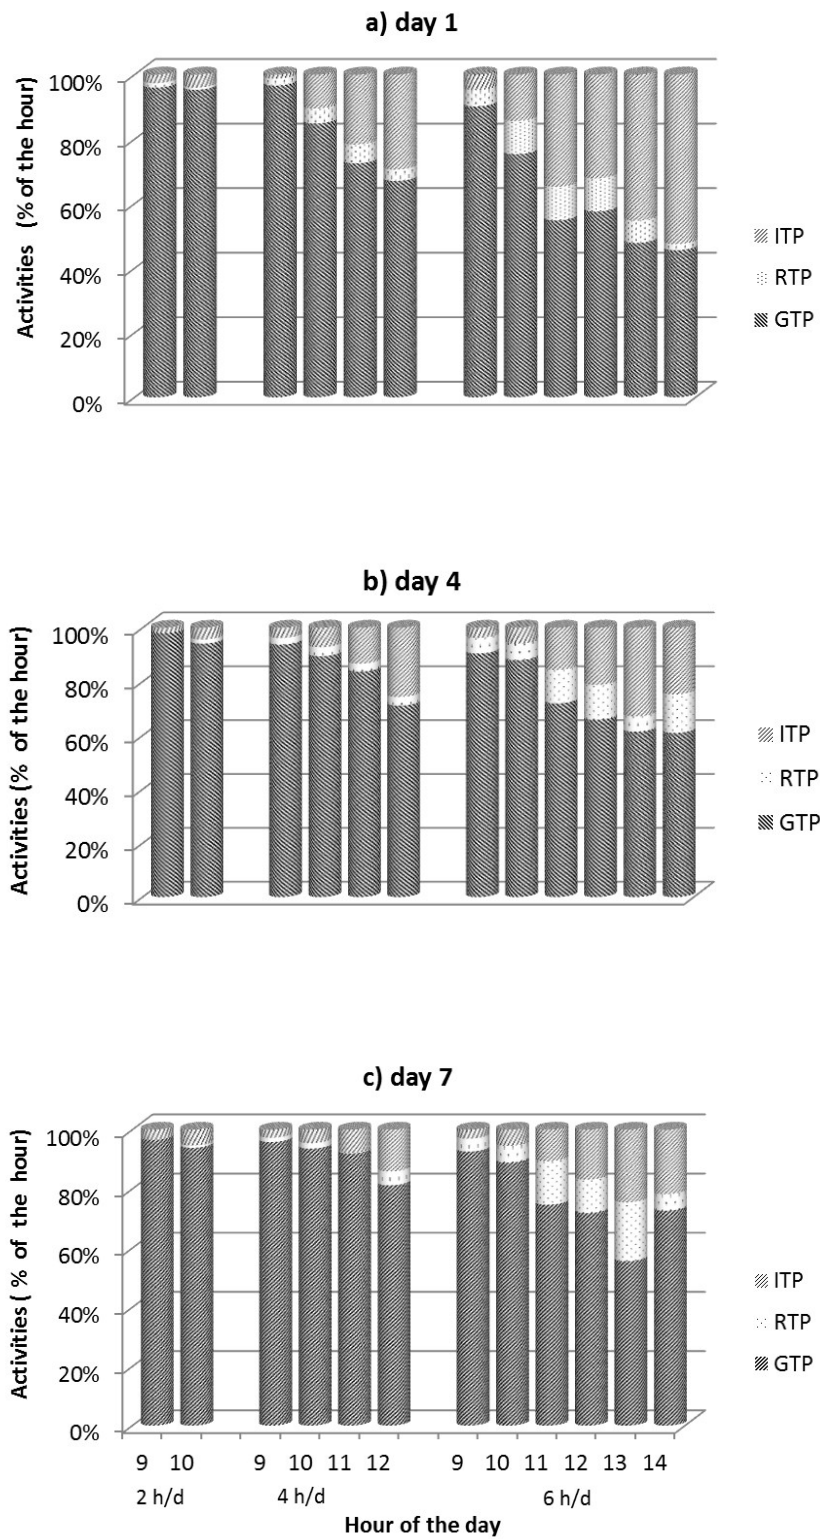 a) day 1
Activities (% of the hour)
100%
80%
60%
40%
20%
0%
ITP
RTP
GTP
b) day 4
Activities (% of the hour)
100%
80%
60%
40%
20%
0%
ITP
RTP
GTP
c) day 7
Activities ( % of the hour)
100%
80%
60%
40%
20%
0%
ITP
RTP
GTP
9 10 9 10 11 12 9 10 11 12 13 14
2 h/d 4 h/d 6 h/d
Hour of the day